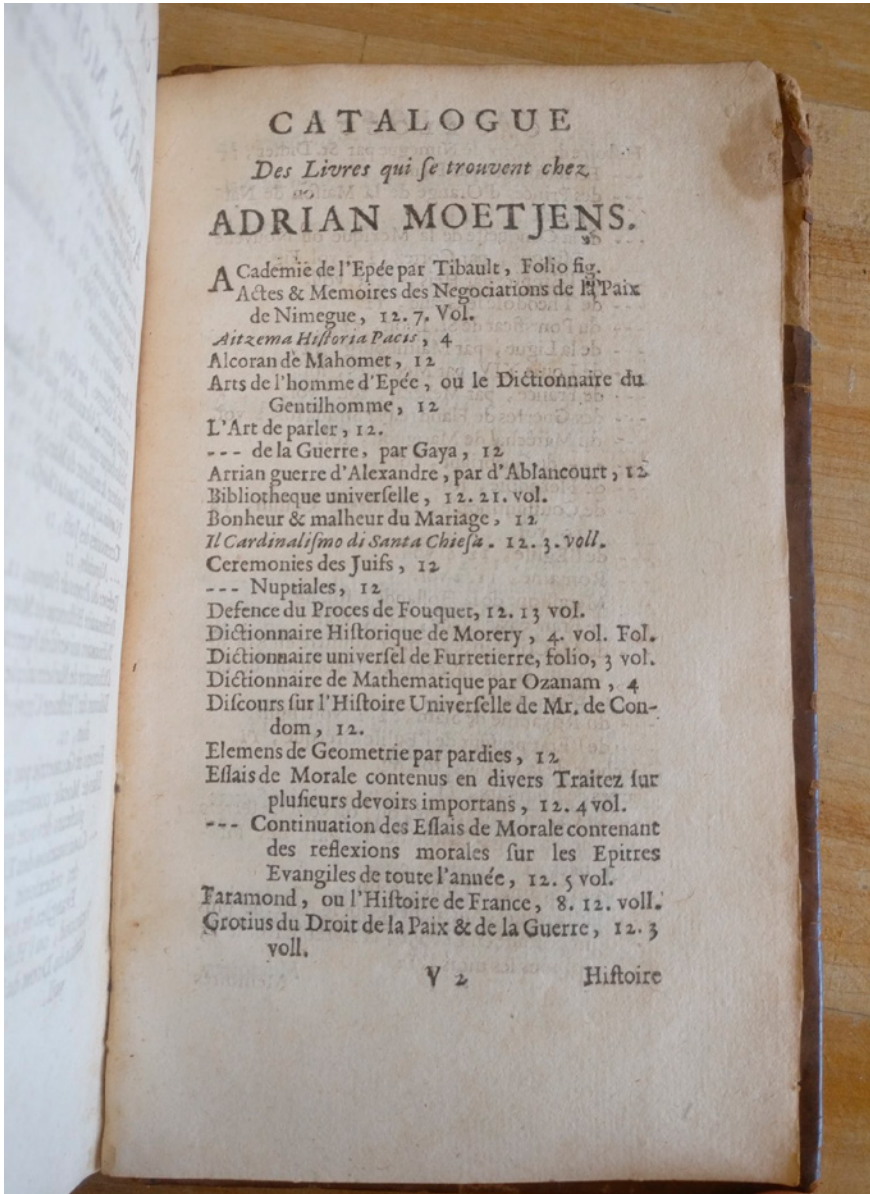 CATALOGUE
Des Livres qui ſe trouvent chez
ADRIAN MOETJENS.
ACademie de l'Epée par Tibault, Folio fig.
Actes & Memoires des Negociations de la Paix
de Nimegue, 12. 7. Vol.
Aitzema Hiſtoria Pacis, 4
Alcoran de Mahomet, 12
Arts de l'homme d'Epée, ou le Dictionnaire du
Gentilhomme, 12
L'Art de parler, 12.
--- de la Guerre, par Gaya, 12
Arrian guerre d'Alexandre, par d'Ablancourt, 12
Bibliotheque univerſelle, 12. 21. vol.
Bonheur & malheur du Mariage, 12
Il Cardinaliſmo di Santa Chieſa. 12. 3. voll.
Ceremonies des Juifs, 12
--- Nuptiales, 12
Defence du Proces de Fouquet, 12. 13 vol.
Dictionnaire Hiſtorique de Morery, 4. vol. Fol.
Dictionnaire univerſel de Furretierre, folio, 3 vol.
Dictionnaire de Mathematique par Ozanam, 4
Diſcours ſur l'Hiſtoire Univerſelle de Mr. de Con-
dom, 12.
Elemens de Geometrie par pardies, 12
Eſſais de Morale contenus en divers Traitez ſur
pluſieurs devoirs importans, 12. 4 vol.
--- Continuation des Eſſais de Morale contenant
des reflexions morales ſur les Epitres
Evangiles de toute l'année, 12. 5 vol.
Faramond, ou l'Hiſtoire de France, 8. 12. voll.
Grotius du Droit de la Paix & de la Guerre, 12. 3
voll.
V 2 Hiſtoire